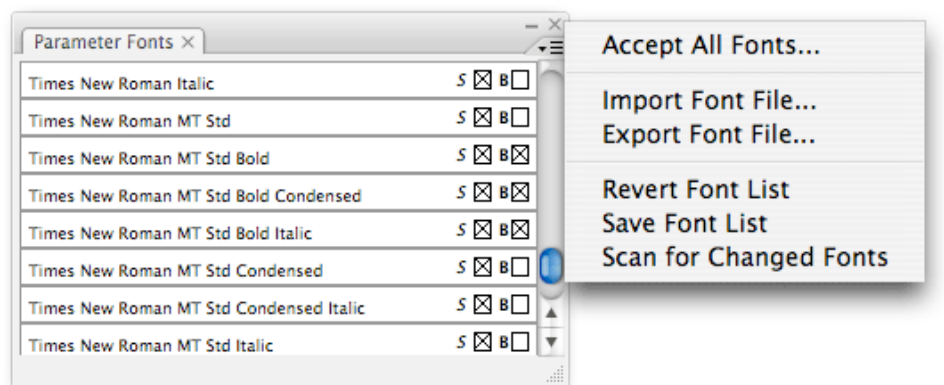 Parameter Fonts
Times New Roman Italic S B
Times New Roman MT Std S B
Times New Roman MT Std Bold S B
Times New Roman MT Std Bold Condensed S B
Times New Roman MT Std Bold Italic S B
Times New Roman MT Std Condensed S B
Times New Roman MT Std Condensed Italic S B
Times New Roman MT Std Italic S B
Accept All Fonts...
Import Font File...
Export Font File...
Revert Font List
Save Font List
Scan for Changed Fonts